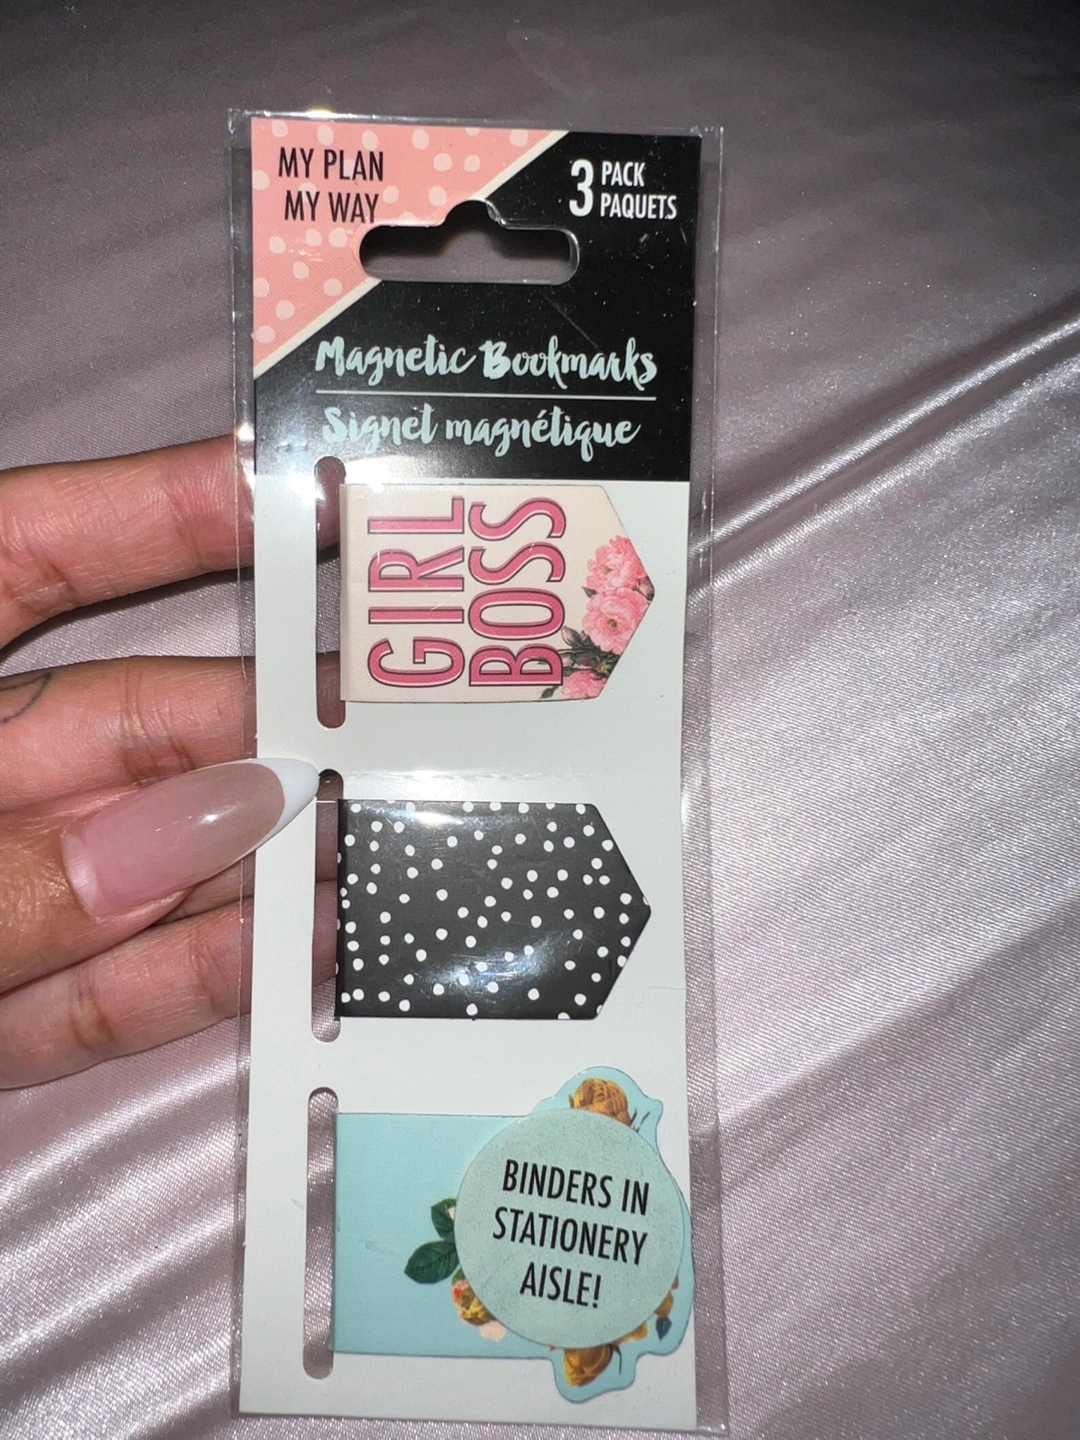 MY PLAN
MY WAY
3 PACK
PAQUETS
Magnetic Bookmarks
Signet magnétique
GIRL
BOSS
BINDERS IN
STATIONERY
AISLE!